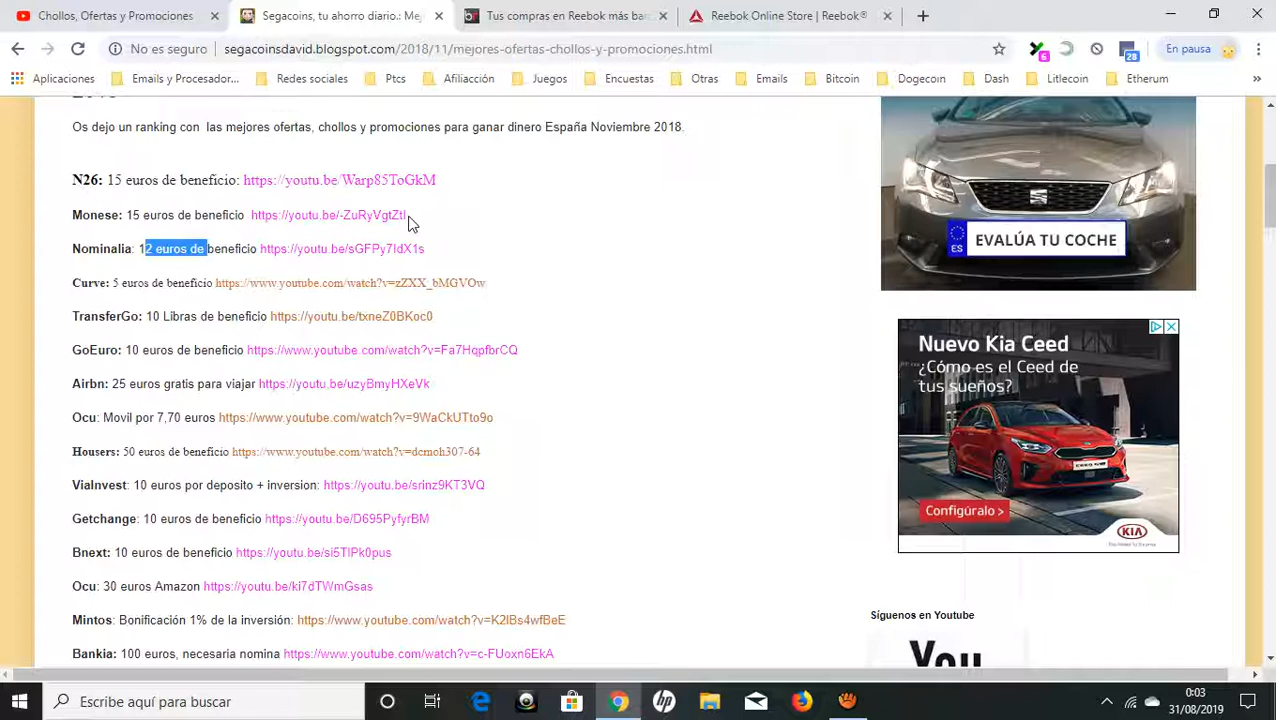 Chollos, Ofertas y Promociones
Segacoins, tu ahorro diario.: Mej
Tus compras en Reebok más bar
Reebok Online Store | Reebok®
No es seguro
segacoinsdavid.blogspot.com/2018/11/mejores-ofertas-chollos-y-promociones.html
6
28
En pausa
Aplicaciones
Emails y Procesador...
Redes sociales
Ptcs
Afiliación
Juegos
Encuestas
Otras
Emails
Bitcoin
Dogecoin
Dash
Litlecoin
Etherum
»
Os dejo un ranking con las mejores ofertas, chollos y promociones para ganar dinero España Noviembre 2018.
N26: 15 euros de beneficio: https://youtu.be/Warp85ToGkM
Monese: 15 euros de beneficio https://youtu.be/-ZuRyVgtZtI
Nominalia: 12 euros de beneficio https://youtu.be/sGFPy7IdX1s
Curve: 5 euros de beneficio https://www.youtube.com/watch?v=zZXX_bMGVOw
TransferGo: 10 Libras de beneficio https://youtu.be/txneZ0BKoc0
GoEuro: 10 euros de beneficio https://www.youtube.com/watch?v=Fa7HqpfbrCQ
Airbn: 25 euros gratis para viajar https://youtu.be/uzyBmyHXeVk
Ocu: Movil por 7,70 euros https://www.youtube.com/watch?v=9WaCkUTto9o
Housers: 50 euros de beneficio https://www.youtube.com/watch?v=dcmoh307-64
ViaInvest: 10 euros por deposito + inversion: https://youtu.be/srinz9KT3VQ
Getchange: 10 euros de beneficio https://youtu.be/D695PyfyrBM
Bnext: 10 euros de beneficio https://youtu.be/si5TlPk0pus
Ocu: 30 euros Amazon https://youtu.be/ki7dTWmGsas
Mintos: Bonificación 1% de la inversión: https://www.youtube.com/watch?v=K2IBs4wfBeE
Bankia: 100 euros, necesaria nomina https://www.youtube.com/watch?v=c-FUoxn6EkA
ES
EVALÚA TU COCHE
Nuevo Kia Ceed
¿Cómo es el Ceed de
tus sueños?
Configúralo >
KIA
Síguenos en Youtube
You
Escribe aquí para buscar
0:03
31/08/2019